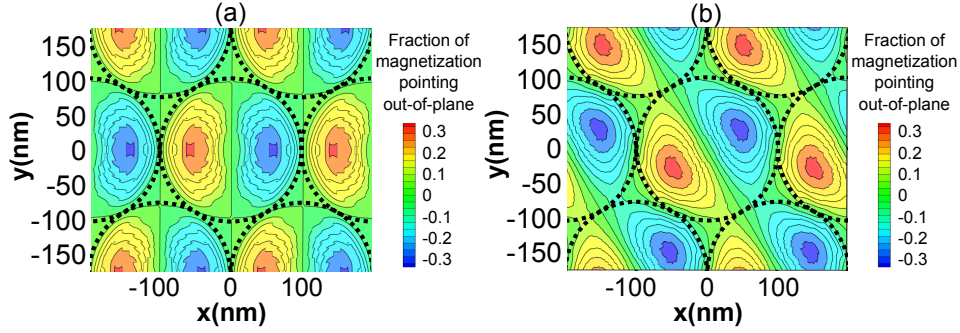 (a)
y(nm)
150
100
50
0
-50
-100
-150
-100 0 100
x(nm)
Fraction of
magnetization
pointing
out-of-plane
0.3
0.2
0.1
0
-0.1
-0.2
-0.3
(b)
y(nm)
150
100
50
0
-50
-100
-150
-100 0 100
x(nm)
Fraction of
magnetization
pointing
out-of-plane
0.3
0.2
0.1
0
-0.1
-0.2
-0.3